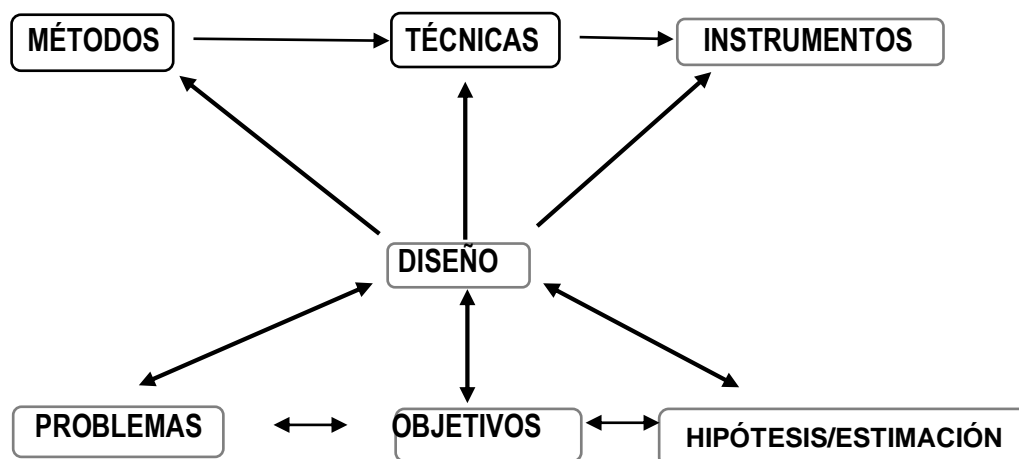 MÉTODOS
TÉCNICAS
INSTRUMENTOS
DISEÑO
PROBLEMAS
OBJETIVOS
HIPÓTESIS/ESTIMACIÓN